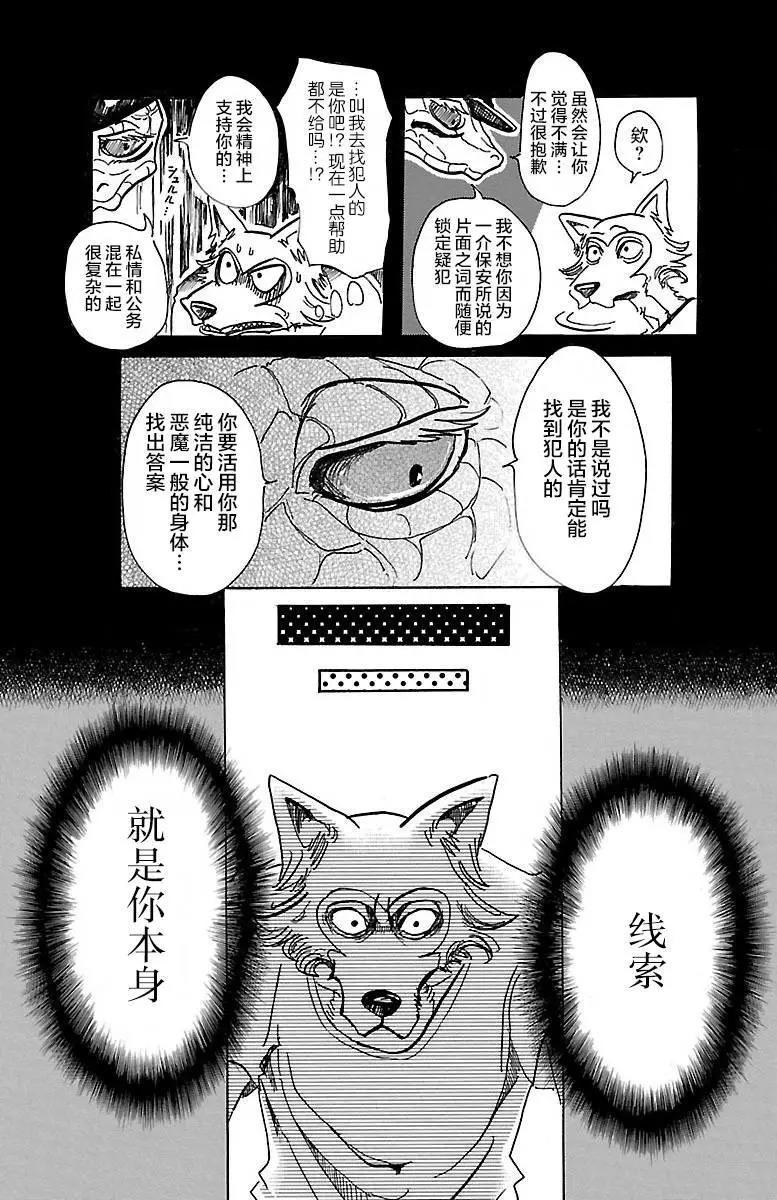 欸？
虽然会让你
觉得不满…
不过很抱歉
我不想你因为
一介保安所说的
片面之词而随便
锁定疑犯
…叫我去找犯人的
是你吧！？现在一点帮助
都不给吗…！？
我会精神上
支持你的…
シュルル…
私情和公务
混在一起
很复杂的
我不是说过吗
是你的话肯定能
找到犯人的
你要活用你那
纯洁的心和
恶魔一般的身体…
找出答案
线索
就是你本身